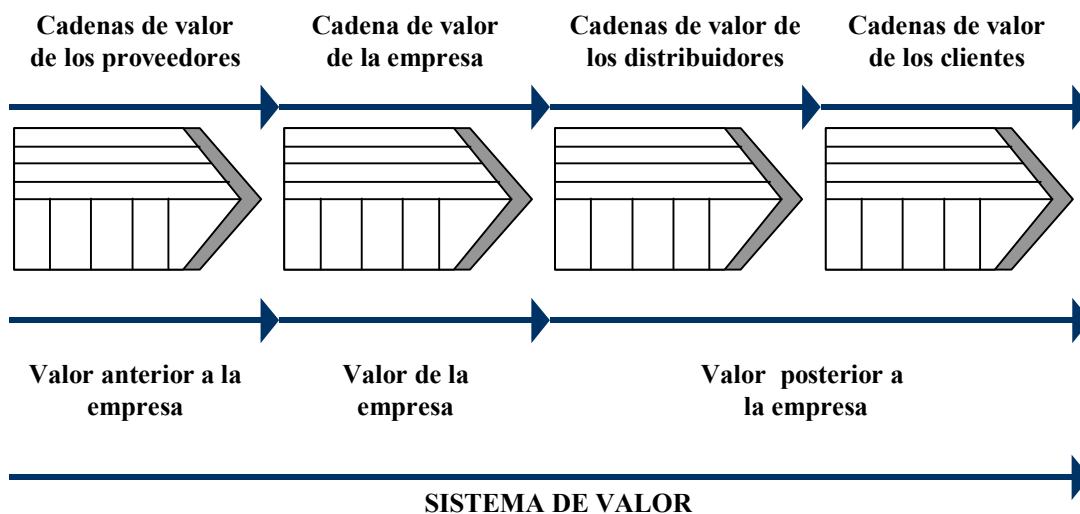 Cadenas de valor
de los proveedores
Cadena de valor
de la empresa
Cadenas de valor de
los distribuidores
Cadenas de valor
de los clientes
Valor anterior a la
empresa
Valor de la
empresa
Valor posterior a
la empresa
SISTEMA DE VALOR